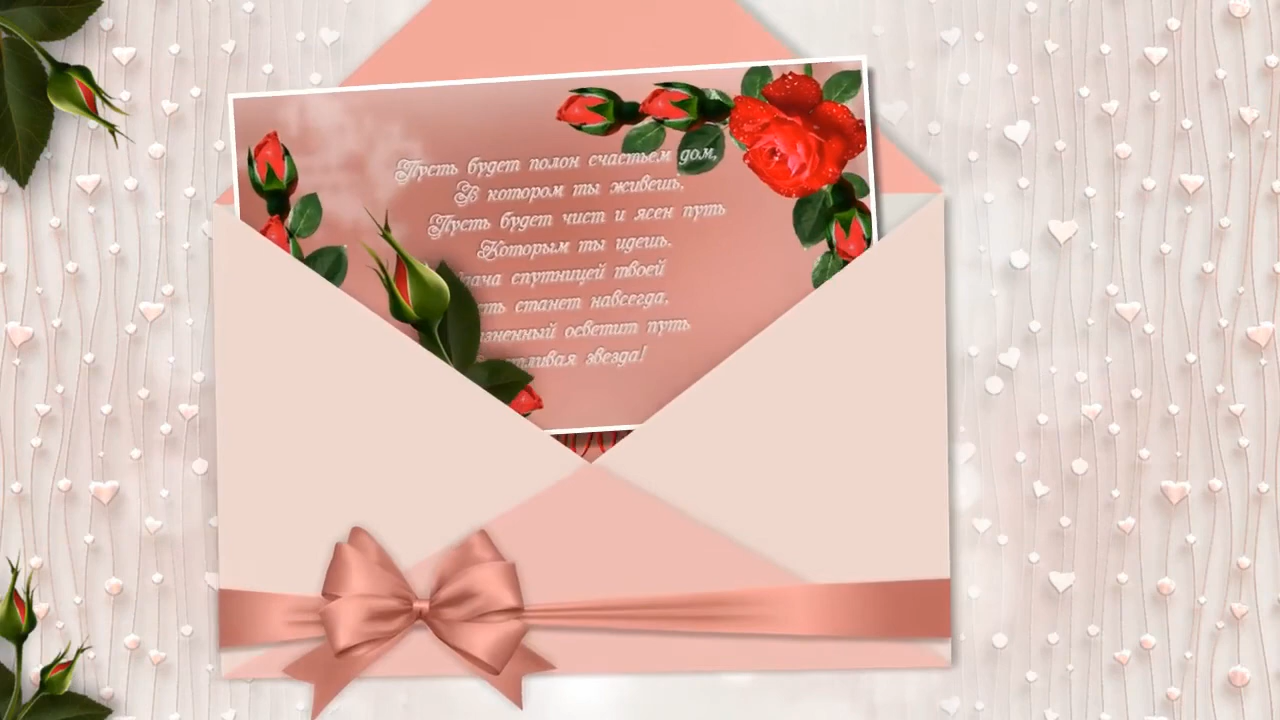 Пусть будет полон счастьем дом,
В котором ты живешь,
Пусть будет чист и ясен путь
Которым ты идешь.
спутницей твоей
станет навсегда,
осветит путь
звезда!